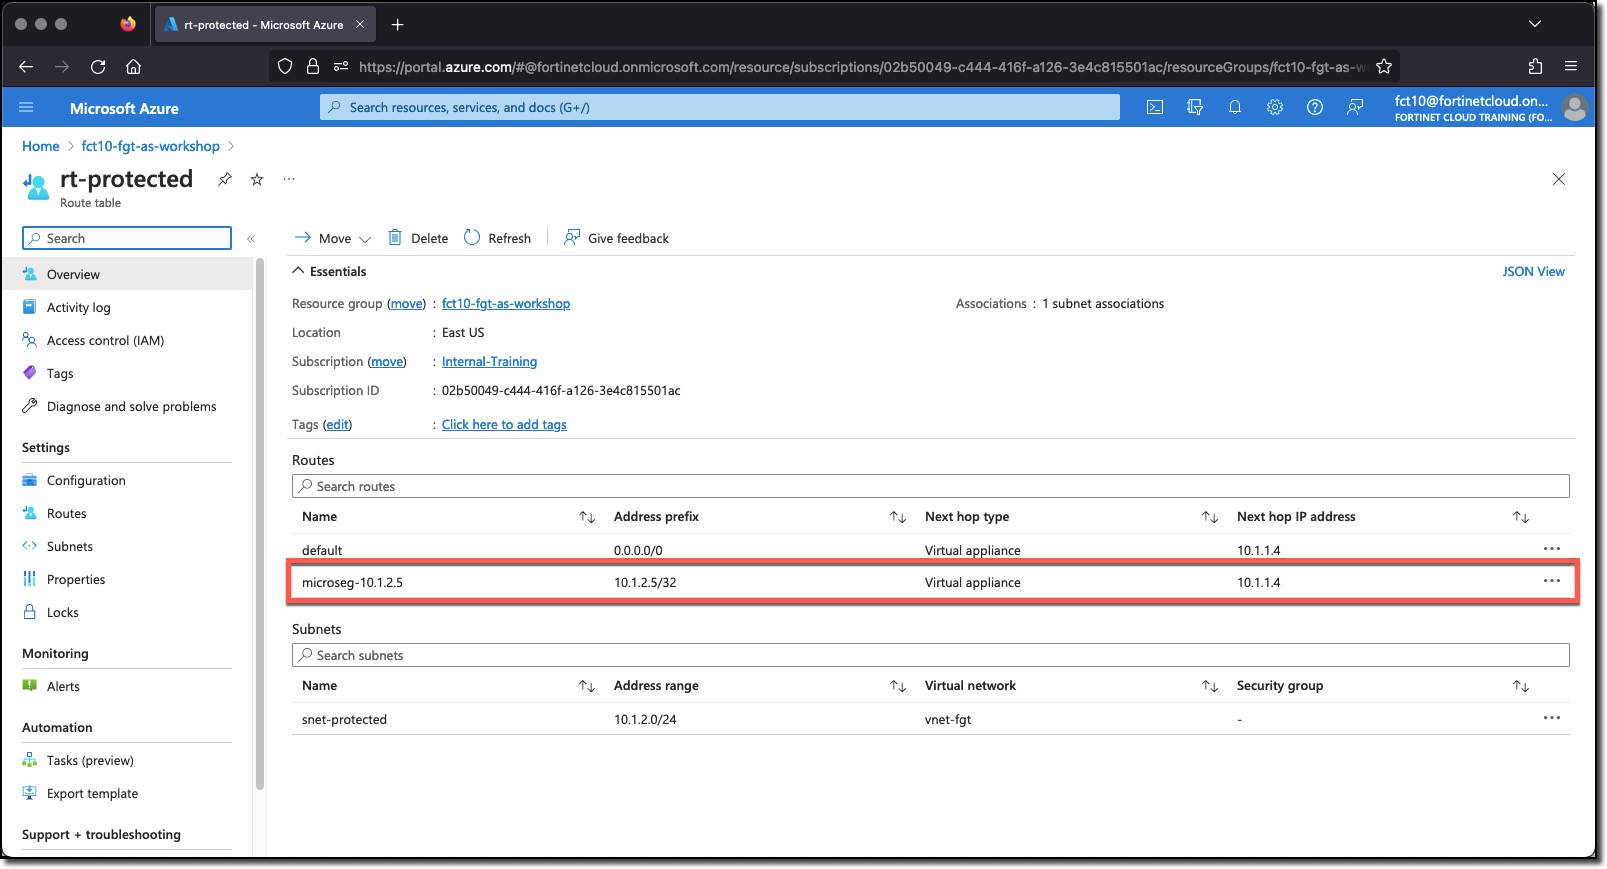 rt-protected - Microsoft Azure
https://portal.azure.com/#@fortinetcloud.onmicrosoft.com/resource/subscriptions/02b50049-c444-416f-a126-3e4c815501ac/resourceGroups/fct10-fgt-as-w
Microsoft Azure
Search resources, services, and docs (G+/)
fct10@fortinetcloud.on...
FORTINET CLOUD TRAINING (FO...
Home > fct10-fgt-as-workshop >
rt-protected
Route table
Search
Move
Delete
Refresh
Give feedback
Overview
Activity log
Access control (IAM)
Tags
Diagnose and solve problems
Settings
Configuration
Routes
Subnets
Properties
Locks
Monitoring
Alerts
Automation
Tasks (preview)
Export template
Support + troubleshooting
Essentials
JSON View
Resource group (move) : fct10-fgt-as-workshop
Associations : 1 subnet associations
Location : East US
Subscription (move) : Internal-Training
Subscription ID : 02b50049-c444-416f-a126-3e4c815501ac
Tags (edit) : Click here to add tags
Routes
Search routes
Name Address prefix Next hop type Next hop IP address
default 0.0.0.0/0 Virtual appliance 10.1.1.4
microseg-10.1.2.5 10.1.2.5/32 Virtual appliance 10.1.1.4
Subnets
Search subnets
Name Address range Virtual network Security group
snet-protected 10.1.2.0/24 vnet-fgt -